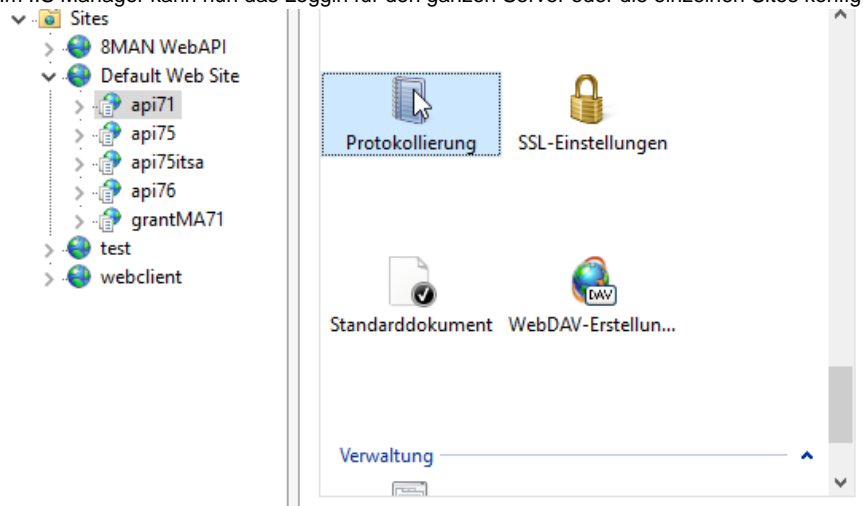 Sites
8MAN WebAPI
Default Web Site
api71
api75
api75itsa
api76
grantMA71
test
webclient
Protokollierung
SSL-Einstellungen
Standarddokument
DAV
WebDAV-Erstellun...
Verwaltung